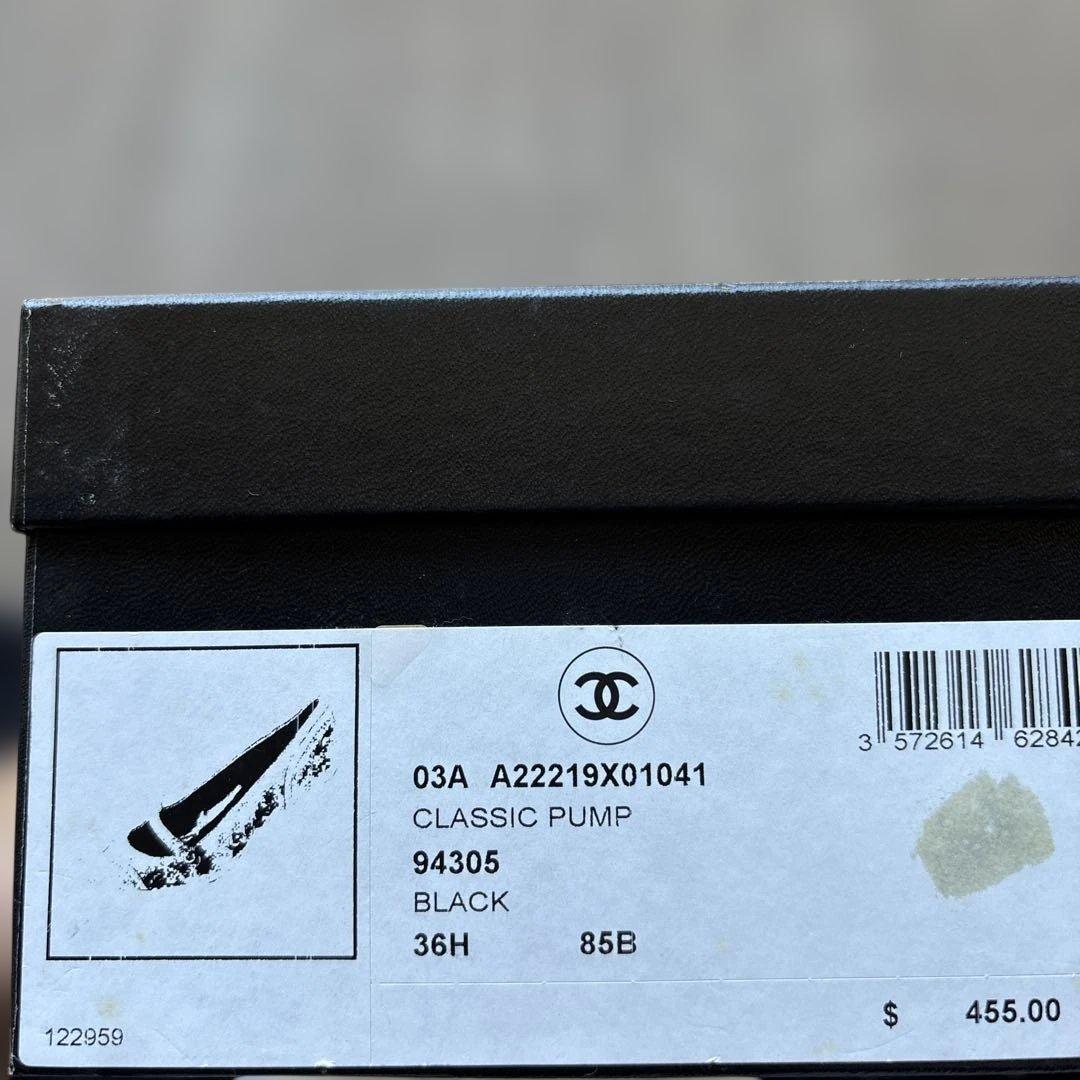 3 572614 62842
03A A22219X01041
CLASSIC PUMP
94305
BLACK
36H 85B
$ 455.00
122959